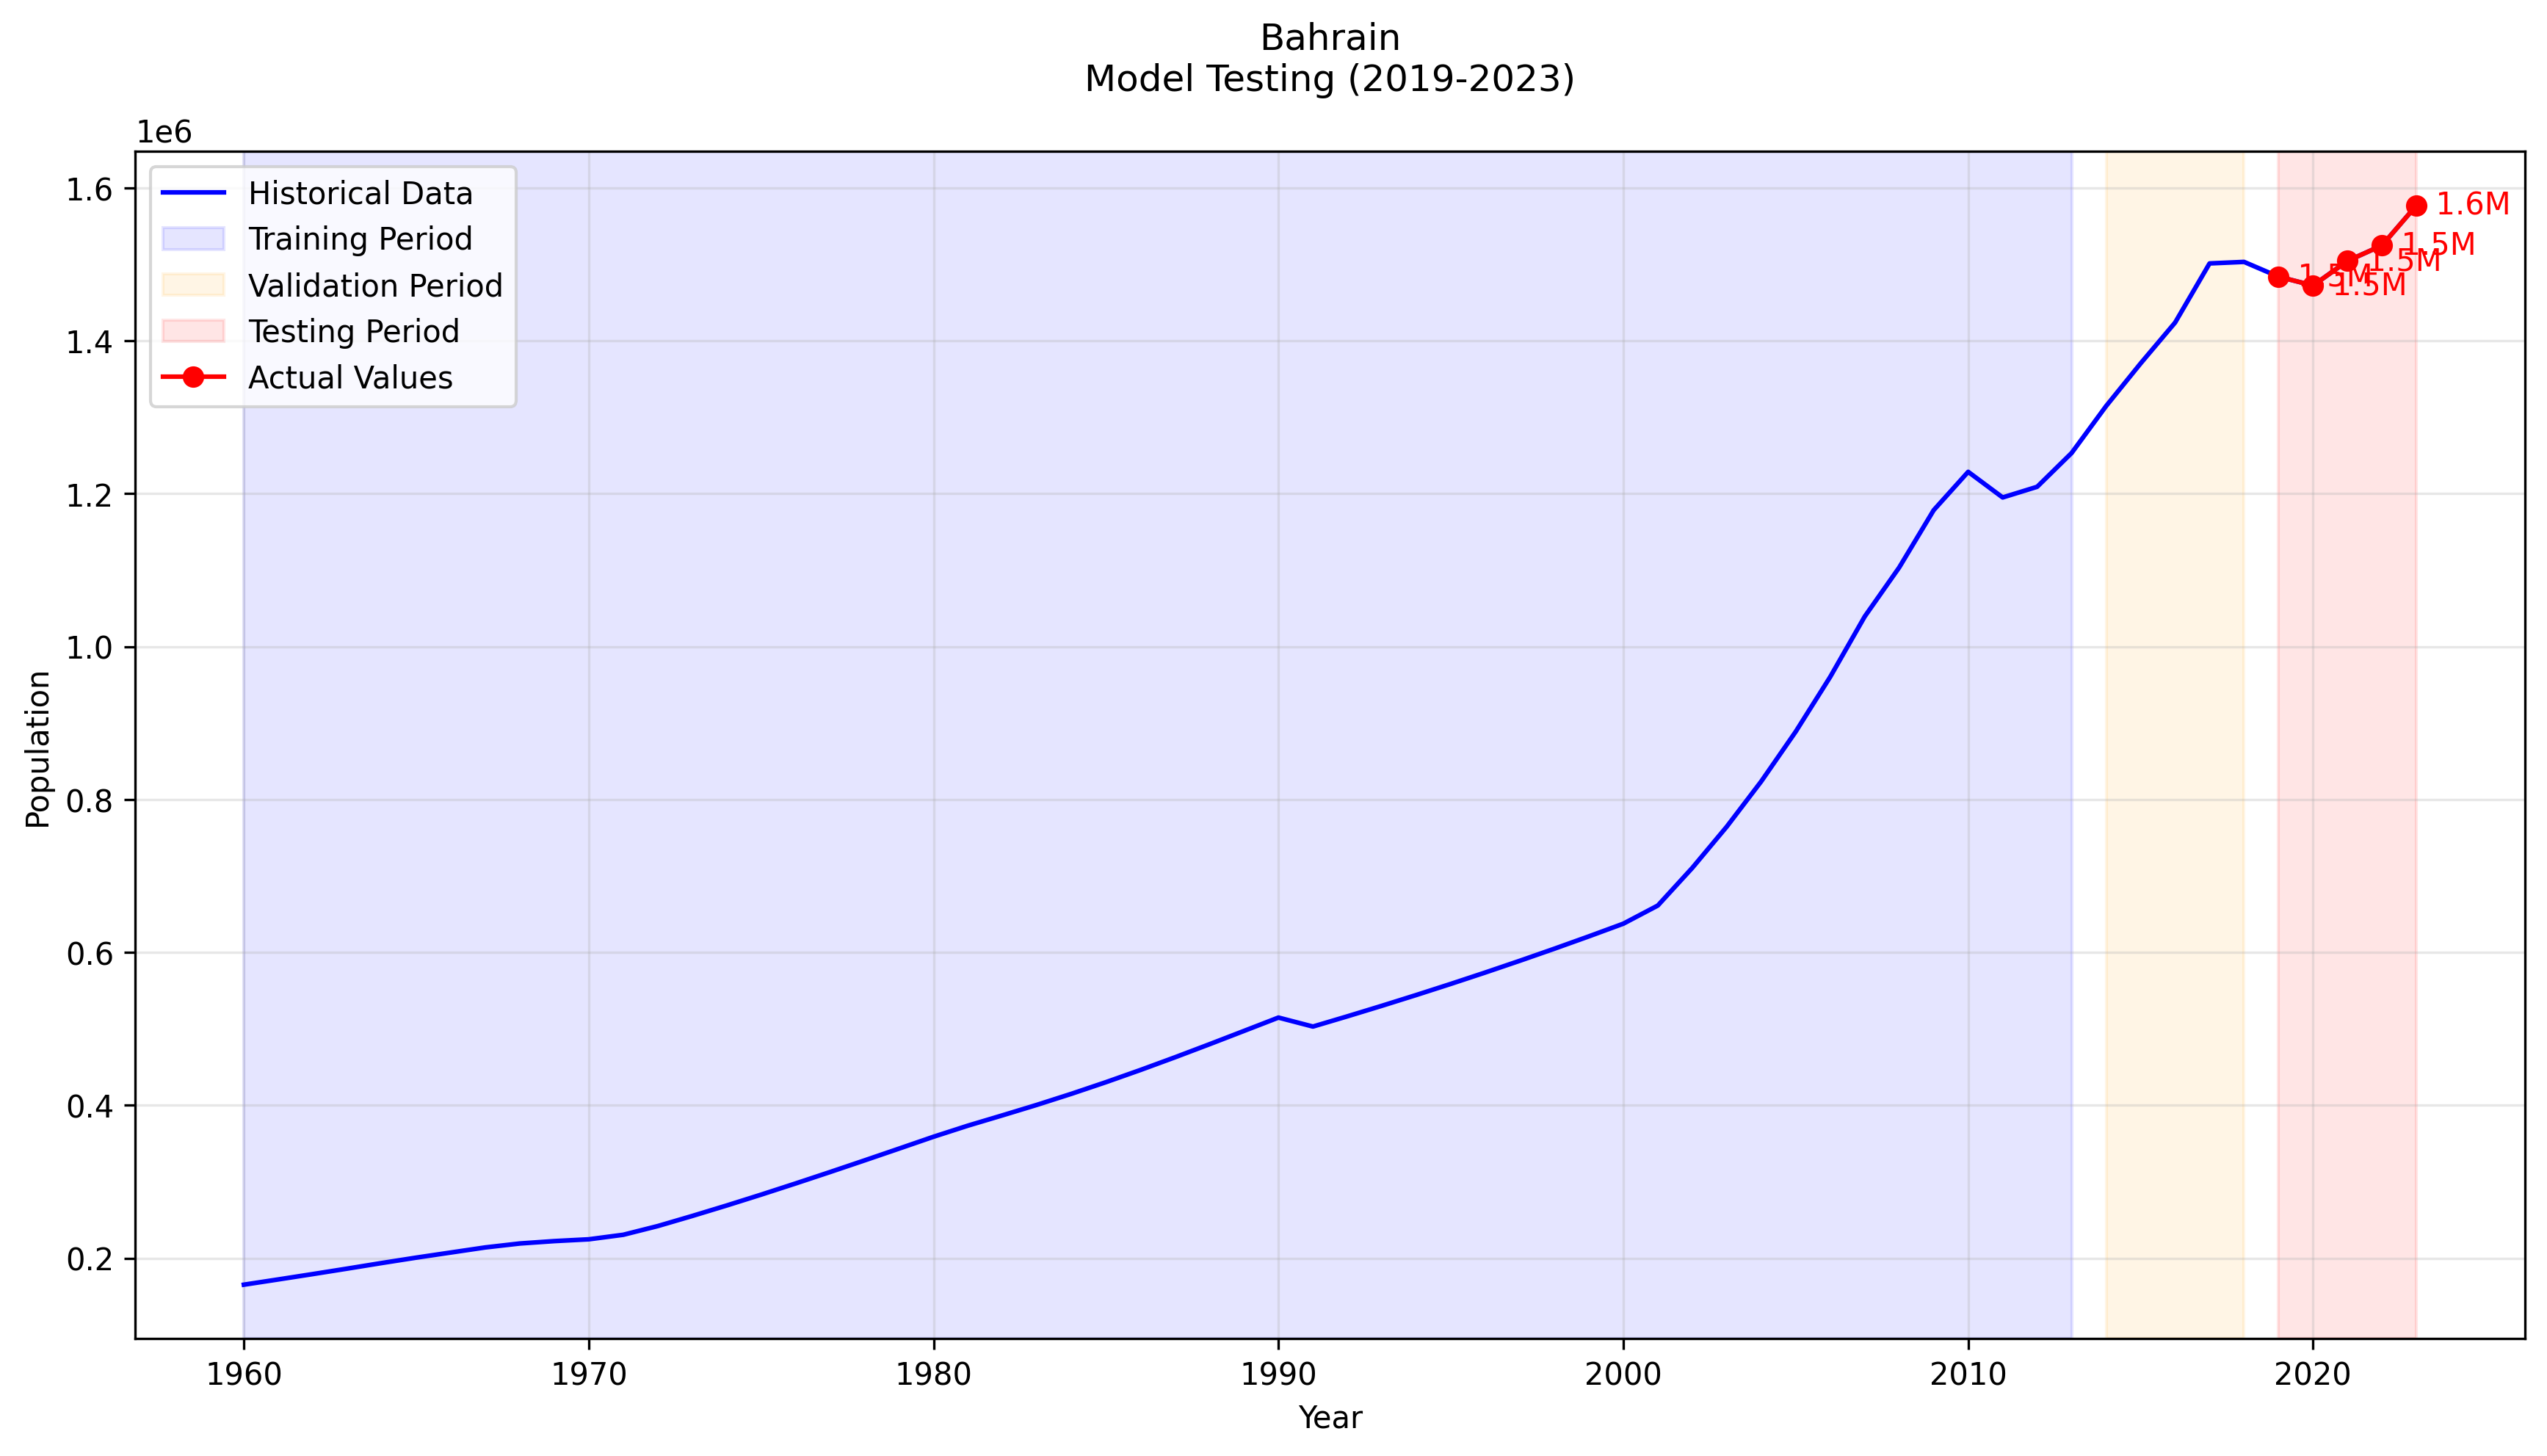 Bahrain
Model Testing (2019-2023)
1e6
1.6
1.4
1.2
1.0
0.8
0.6
0.4
0.2
Population
Historical Data
Training Period
Validation Period
Testing Period
Actual Values
1.5M
1.5M
1.5M
1.5M
1.6M
1960
1970
1980
1990
2000
2010
2020
Year